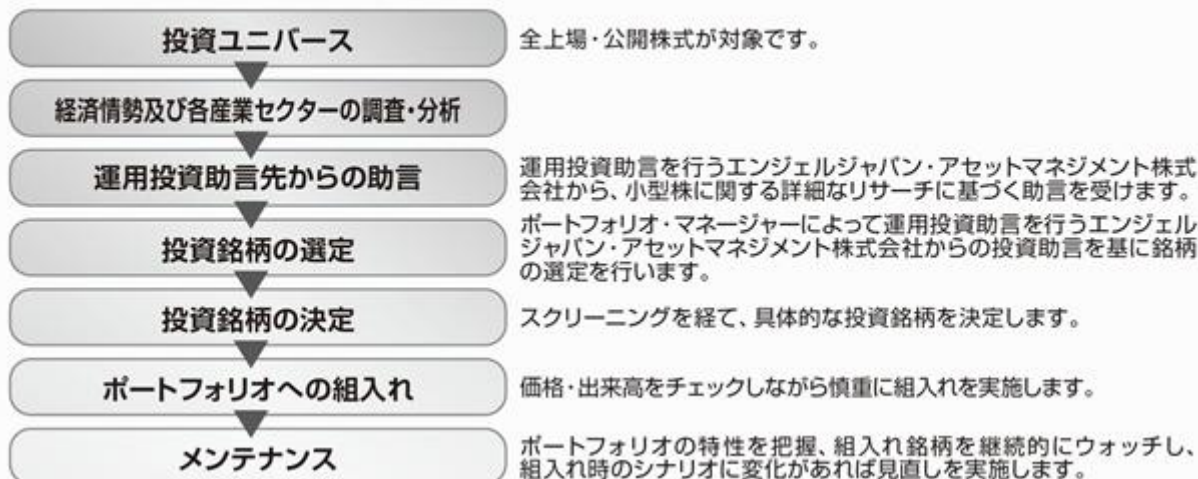 投資ユニバース
全上場・公開株式が対象です。
経済情勢及び各産業セクターの調査・分析
運用投資助言先からの助言
運用投資助言を行うエンジェルジャパン・アセットマネジメント株式
会社から、小型株に関する詳細なリサーチに基づく助言を受けます。
投資銘柄の選定
ポートフォリオ・マネージャーによって運用投資助言を行うエンジェル
ジャパン・アセットマネジメント株式会社からの投資助言を基に銘柄
の選定を行います。
投資銘柄の決定
スクリーニングを経て、具体的な投資銘柄を決定します。
ポートフォリオへの組入れ
価格・出来高をチェックしながら慎重に組入れを実施します。
メンテナンス
ポートフォリオの特性を把握、組入れ銘柄を継続的にウォッチし、
組入れ時のシナリオに変化があれば見直しを実施します。